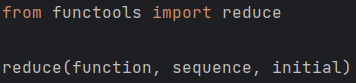 from functools import reduce
reduce(function, sequence, initial)